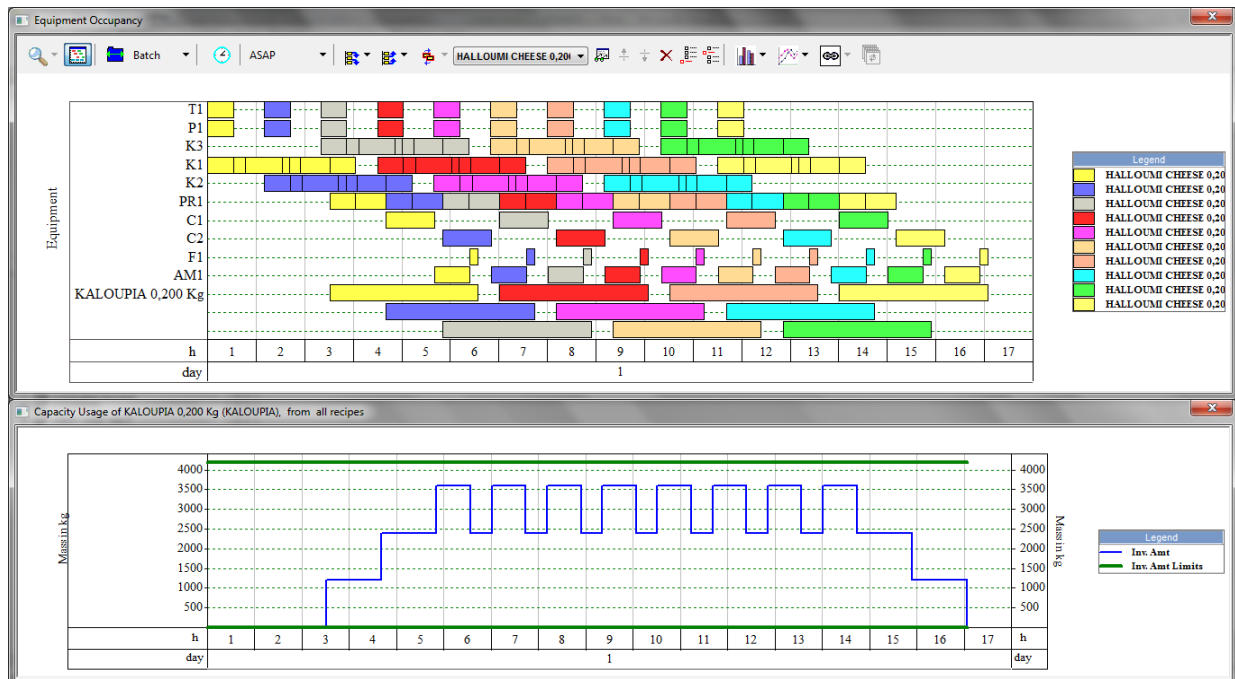 Equipment Occupancy
Batch ASAP HALLOUMI CHEESE 0,20
Equipment
T1
P1
K3
K1
K2
PR1
C1
C2
F1
AM1
KALOUPIA 0,200 Kg
h 1 2 3 4 5 6 7 8 9 10 11 12 13 14 15 16 17
day 1
Legend
HALLOUMI CHEESE 0,20
HALLOUMI CHEESE 0,20
HALLOUMI CHEESE 0,20
HALLOUMI CHEESE 0,20
HALLOUMI CHEESE 0,20
HALLOUMI CHEESE 0,20
HALLOUMI CHEESE 0,20
HALLOUMI CHEESE 0,20
HALLOUMI CHEESE 0,20
HALLOUMI CHEESE 0,20
Capacity Usage of KALOUPIA 0,200 Kg (KALOUPIA), from all recipes
Mass in kg
4000 4000
3500 3500
3000 3000
2500 2500
2000 2000
1500 1500
1000 1000
500 500
Mass in kg
h 1 2 3 4 5 6 7 8 9 10 11 12 13 14 15 16 17 h
day 1 day
Legend
Inv. Amt
Inv. Amt Limits